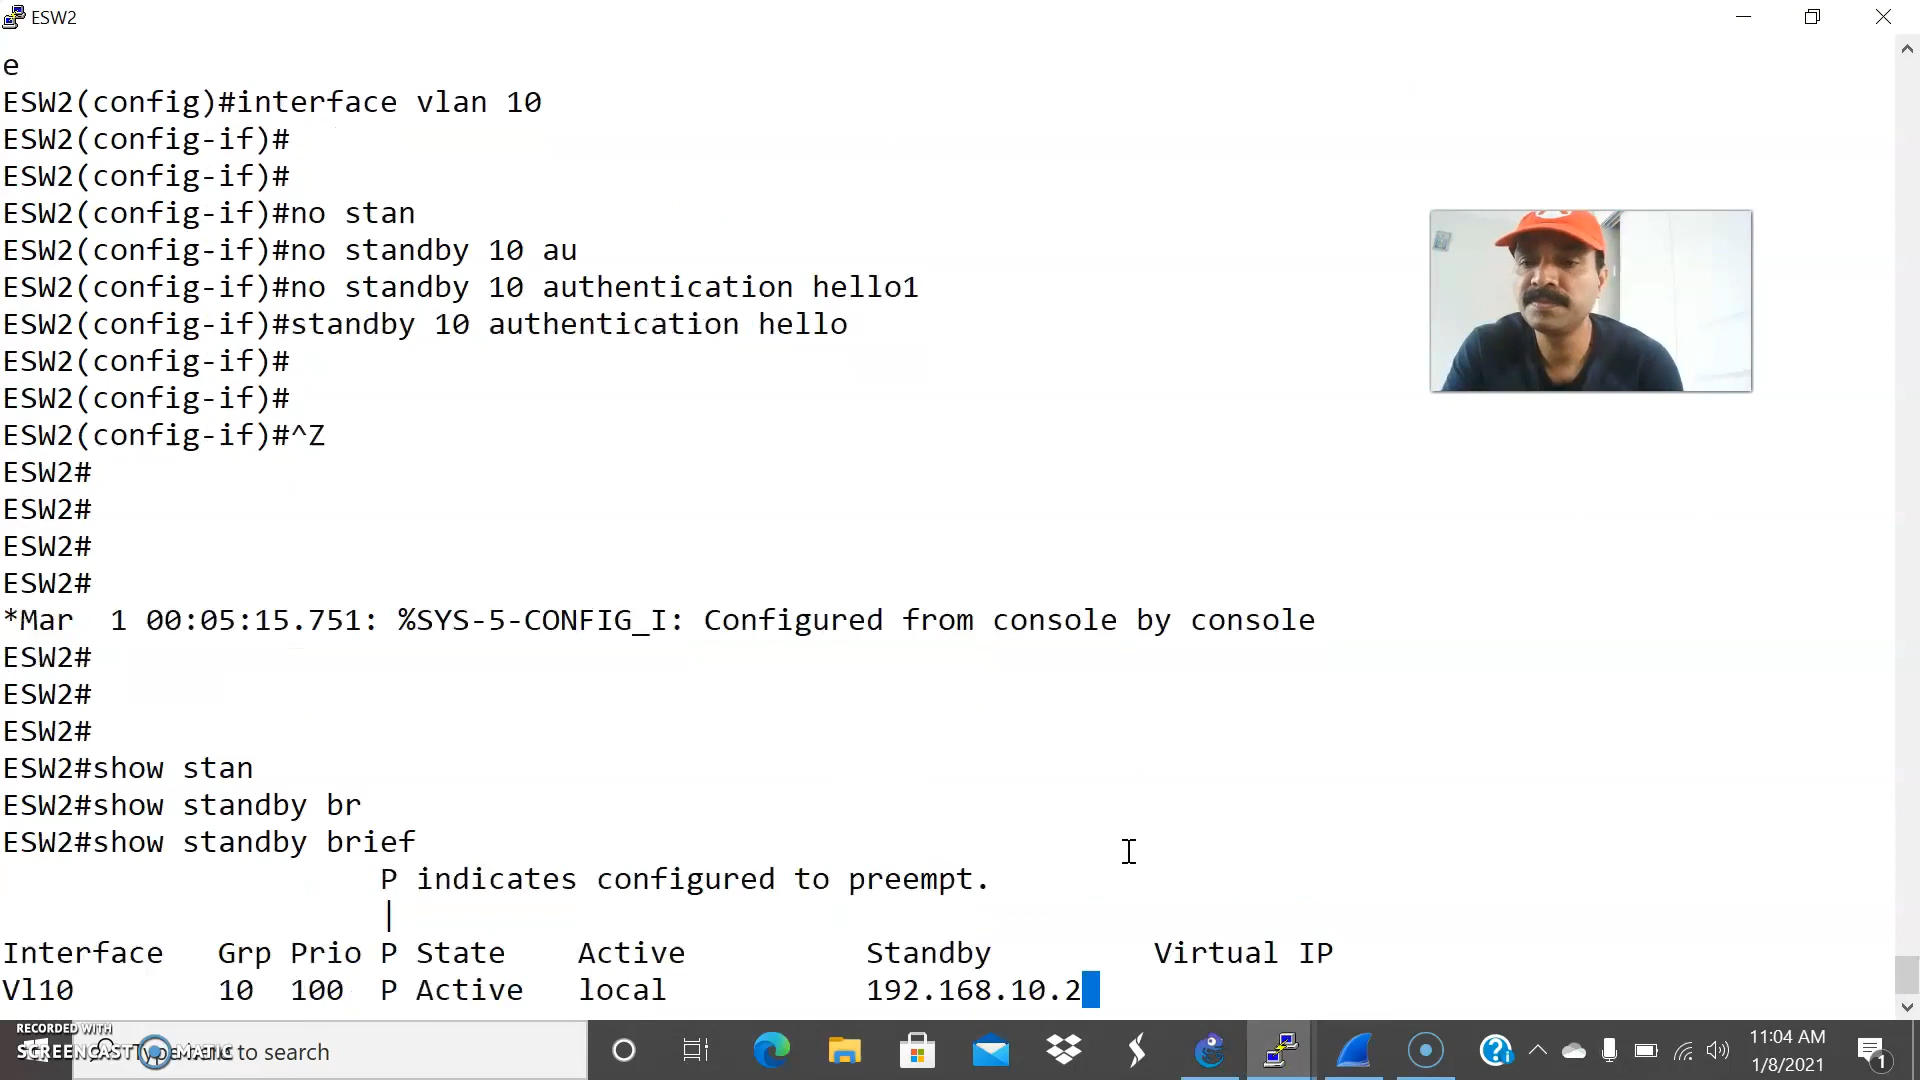 ESW2
e
ESW2(config)#interface vlan 10
ESW2(config-if)#
ESW2(config-if)#
ESW2(config-if)#no stan
ESW2(config-if)#no standby 10 au
ESW2(config-if)#no standby 10 authentication hello1
ESW2(config-if)#standby 10 authentication hello
ESW2(config-if)#
ESW2(config-if)#
ESW2(config-if)#^Z
ESW2#
ESW2#
ESW2#
ESW2#
*Mar  1 00:05:15.751: %SYS-5-CONFIG_I: Configured from console by console
ESW2#
ESW2#
ESW2#
ESW2#show stan
ESW2#show standby br
ESW2#show standby brief
P indicates configured to preempt.
|
Interface Grp Prio P State Active Standby Virtual IP
Vl10 10 100 P Active local 192.168.10.2
RECORDED WITH
SCREENCAST MATIC
to search
11:04 AM
1/8/2021
1